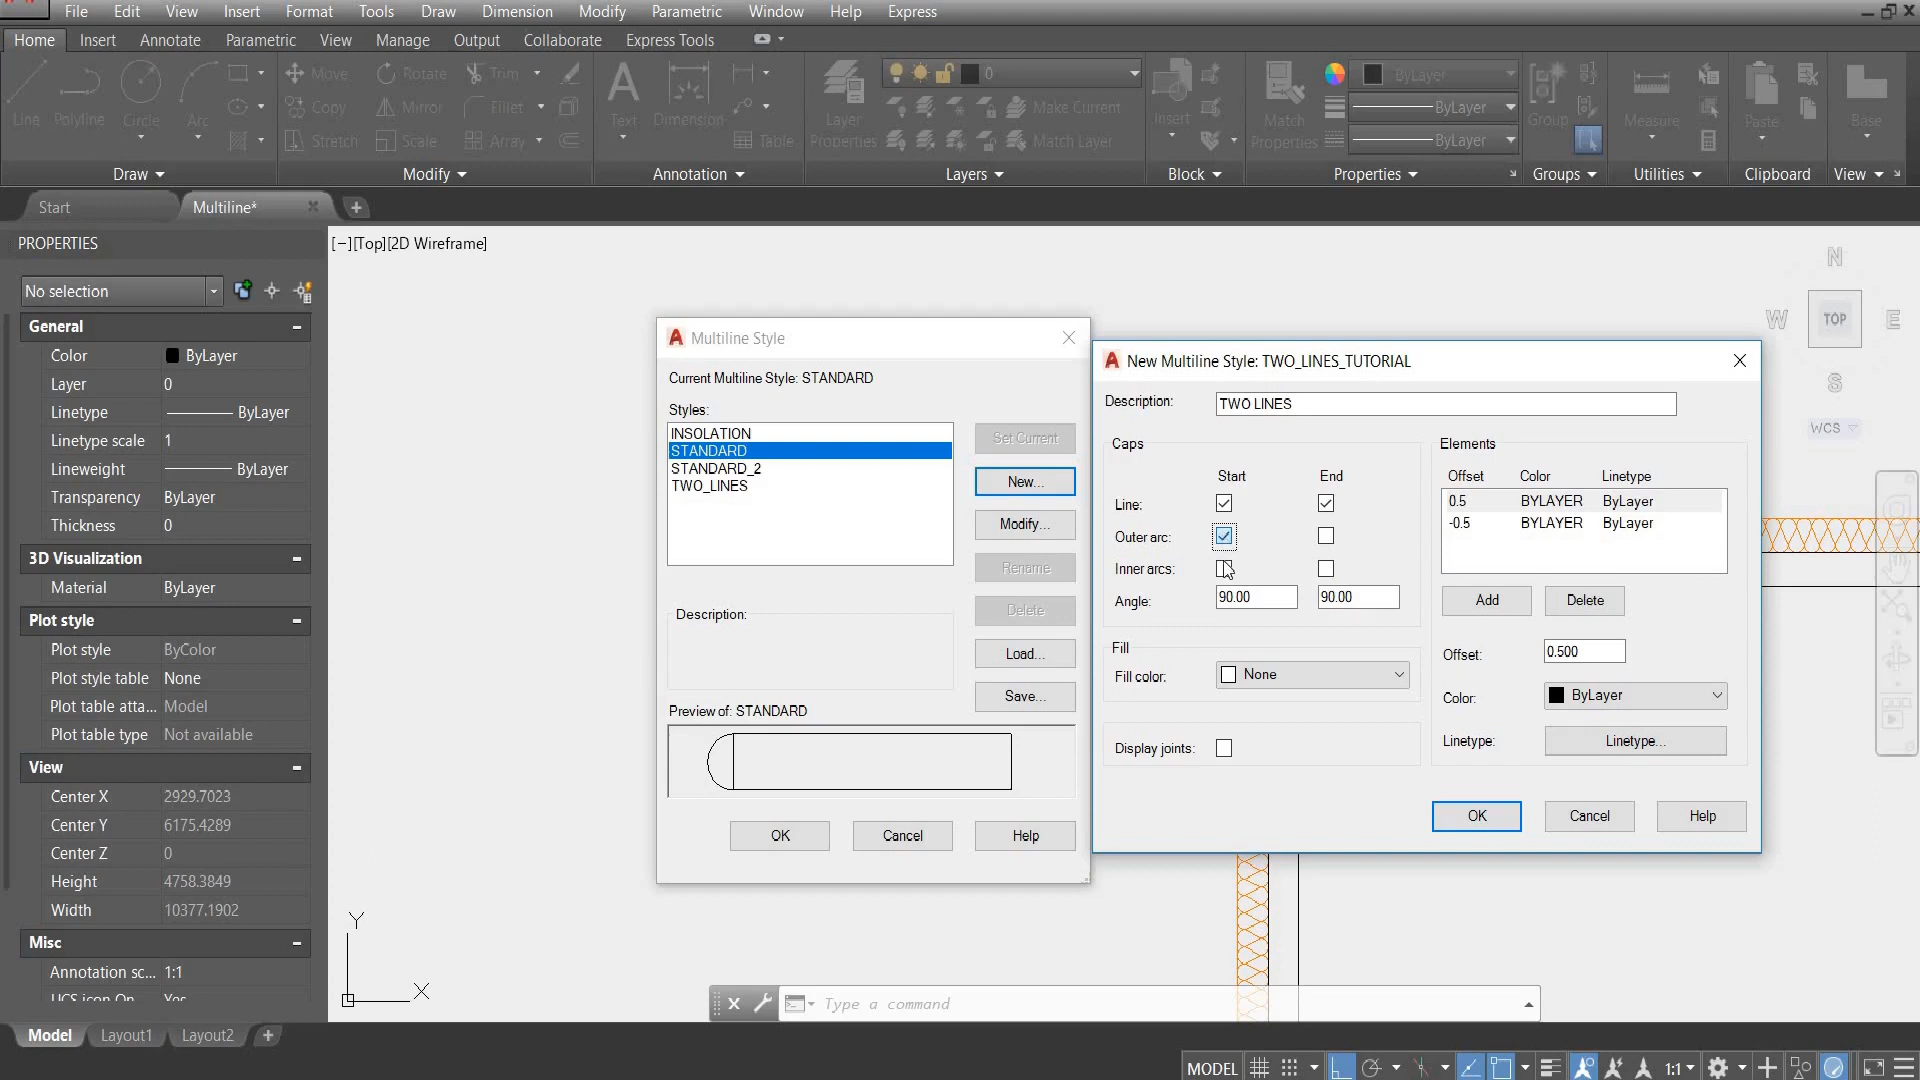 File Edit View Insert Format Tools Draw Dimension Modify Parametric Window Help Express
Home Insert Annotate Parametric View Manage Output Collaborate Express Tools
Line Polyline Circle Arc
Move Rotate Trim
Copy Mirror Fillet
Stretch Scale Array
Text Dimension
Table
Layer Properties
0
Make Current
Match Layer
Insert
Match Properties
ByLayer
ByLayer
ByLayer
Group
Measure
Paste
Base
Draw Modify Annotation Layers Block Properties Groups Utilities Clipboard View
Start Multiline*
PROPERTIES
No selection
General
Color ByLayer
Layer 0
Linetype ByLayer
Linetype scale 1
Lineweight ByLayer
Transparency ByLayer
Thickness 0
3D Visualization
Material ByLayer
Plot style
Plot style ByColor
Plot style table None
Plot table atta... Model
Plot table type Not available
View
Center X 2929.7023
Center Y 6175.4289
Center Z 0
Height 4758.3849
Width 10377.1902
Misc
Annotation sc... 1:1
UCS icon On Yes
[−][Top][2D Wireframe]
N
W TOP E
S
WCS
Y
X
Multiline Style
Current Multiline Style: STANDARD
Styles:
INSOLATION
STANDARD
STANDARD_2
TWO_LINES
Set Current
New...
Modify...
Rename
Delete
Load...
Save...
Description:
Preview of: STANDARD
OK Cancel Help
New Multiline Style: TWO_LINES_TUTORIAL
Description: TWO LINES
Caps
Start End
Line:
Outer arc:
Inner arcs:
Angle: 90.00 90.00
Fill
Fill color: None
Display joints:
Elements
Offset Color Linetype
0.5 BYLAYER ByLayer
-0.5 BYLAYER ByLayer
Add Delete
Offset: 0.500
Color: ByLayer
Linetype: Linetype...
OK Cancel Help
Type a command
Model Layout1 Layout2
MODEL 1:1